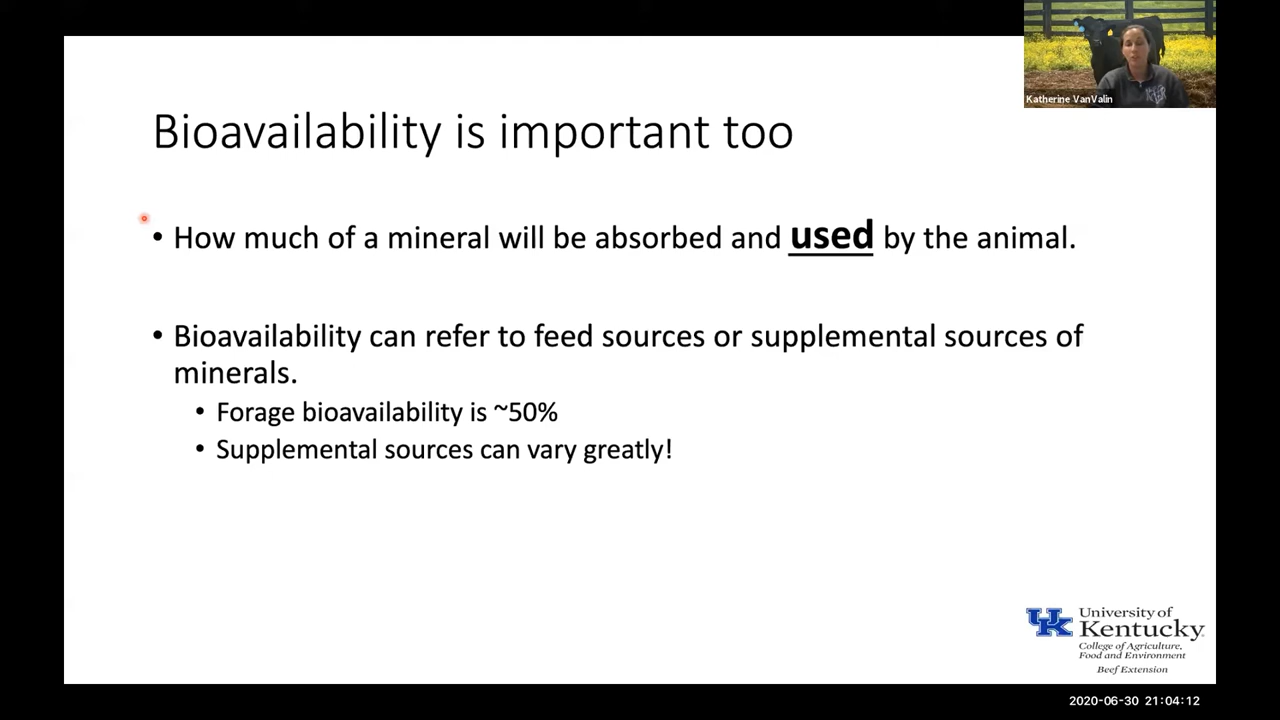 Katherine VanValin
Bioavailability is important too
• How much of a mineral will be absorbed and used by the animal.
• Bioavailability can refer to feed sources or supplemental sources of
minerals.
• Forage bioavailability is ~50%
• Supplemental sources can vary greatly!
UK
University of
Kentucky
College of Agriculture,
Food and Environment
Beef Extension
2020-06-30 21:04:12